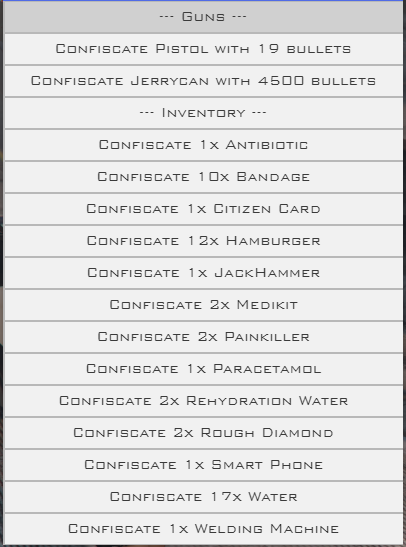 --- Guns ---
Confiscate Pistol with 19 bullets
Confiscate Jerrycan with 4500 bullets
--- Inventory ---
Confiscate 1x Antibiotic
Confiscate 10x Bandage
Confiscate 1x Citizen Card
Confiscate 12x Hamburger
Confiscate 1x JackHammer
Confiscate 2x Medikit
Confiscate 2x Painkiller
Confiscate 1x Paracetamol
Confiscate 2x Rehydration Water
Confiscate 2x Rough Diamond
Confiscate 1x Smart Phone
Confiscate 17x Water
Confiscate 1x Welding Machine